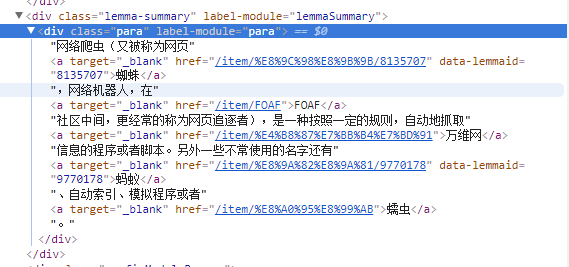 </div>
<div class="lemma-summary" label-module="lemmaSummary">
<div class="para" label-module="para"> == $0
"网络爬虫（又被称为网页"
<a target="_blank" href="/item/%E8%9C%98%E8%9B%9B/8135707" data-lemmaid=
"8135707">蜘蛛</a>
"，网络机器人，在"
<a target="_blank" href="/item/FOAF">FOAF</a>
"社区中间，更经常的称为网页追逐者），是一种按照一定的规则，自动地抓取"
<a target="_blank" href="/item/%E4%B8%87%E7%BB%B4%E7%BD%91">万维网</a>
"信息的程序或者脚本。另外一些不常使用的名字还有"
<a target="_blank" href="/item/%E8%9A%82%E8%9A%81/9770178" data-lemmaid=
"9770178">蚂蚁</a>
"、自动索引、模拟程序或者"
<a target="_blank" href="/item/%E8%A0%95%E8%99%AB">蠕虫</a>
"。"
</div>
</div>